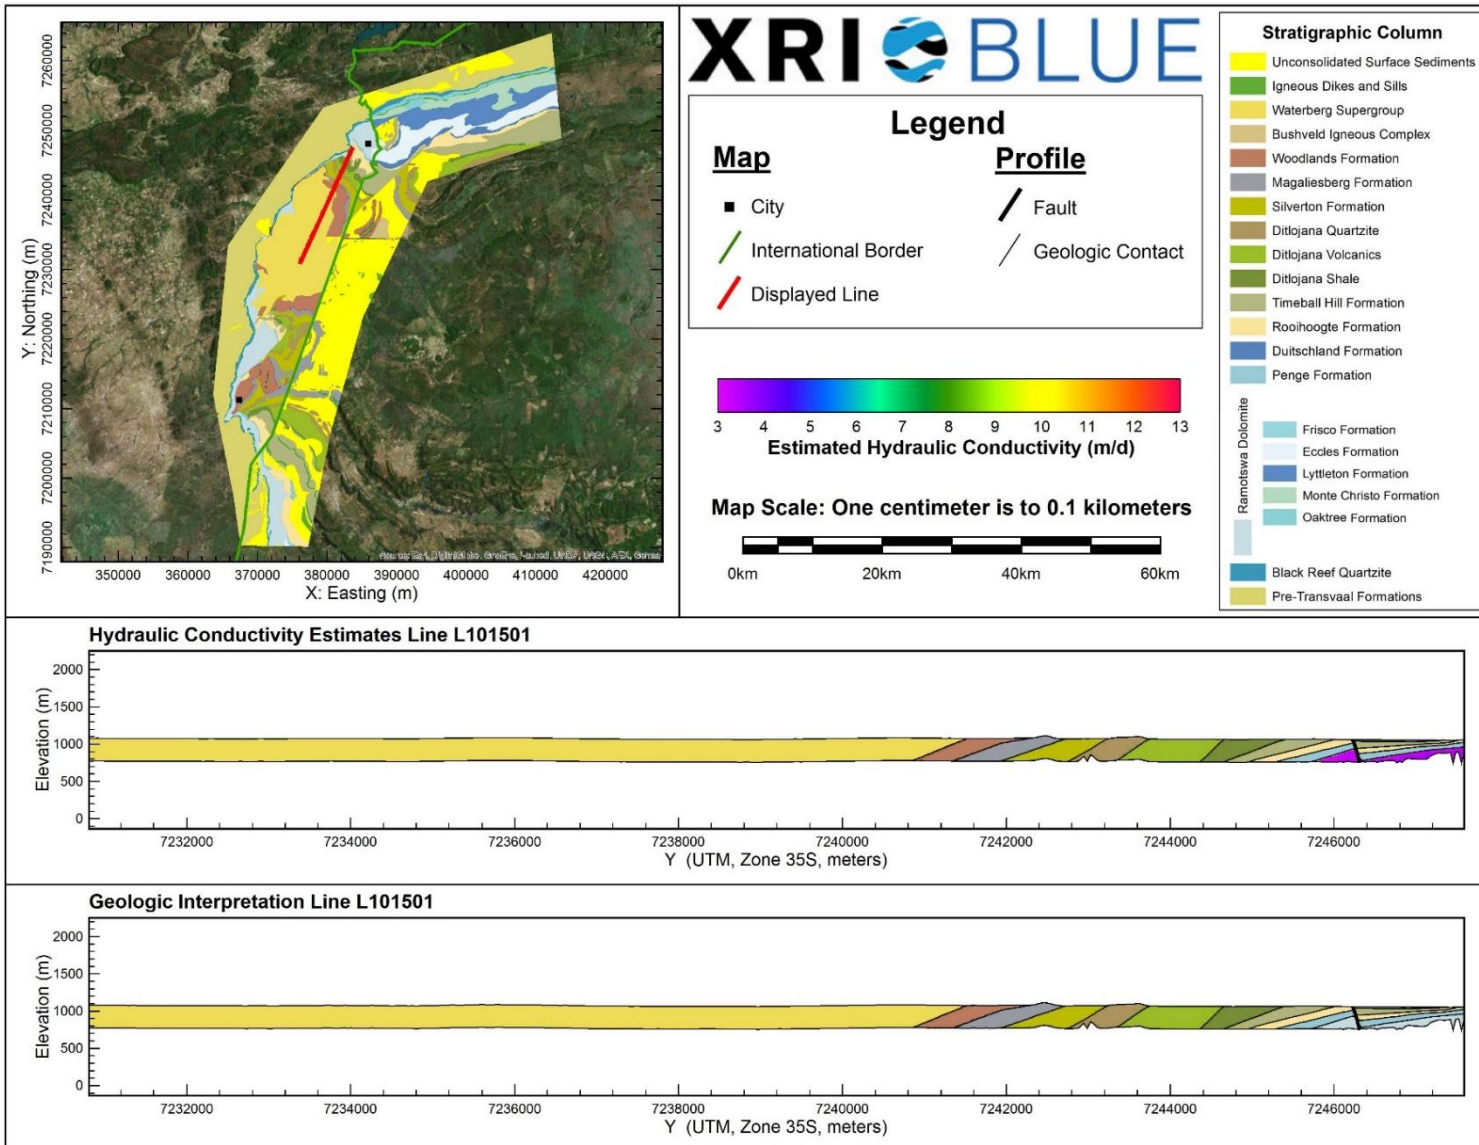 XRI BLUE
Legend
Map
City
International Border
Displayed Line
Profile
Fault
Geologic Contact
3 4 5 6 7 8 9 10 11 12 13
Estimated Hydraulic Conductivity (m/d)
Map Scale: One centimeter is to 0.1 kilometers
0km 20km 40km 60km
Stratigraphic Column
Unconsolidated Surface Sediments
Igneous Dikes and Sills
Waterberg Supergroup
Bushveld Igneous Complex
Woodlands Formation
Magaliesberg Formation
Silverton Formation
Ditlojana Quartzite
Ditlojana Volcanics
Ditlojana Shale
Timeball Hill Formation
Rooihoogte Formation
Duitschland Formation
Penge Formation
Ramotswa Dolomite
Frisco Formation
Eccles Formation
Lyttleton Formation
Monte Christo Formation
Oaktree Formation
Black Reef Quartzite
Pre-Transvaal Formations
Y: Northing (m)
7260000
7250000
7240000
7230000
7220000
7210000
7200000
7190000
350000 360000 370000 380000 390000 400000 410000 420000
X: Easting (m)
Hydraulic Conductivity Estimates Line L101501
Elevation (m)
2000
1500
1000
500
0
7232000 7234000 7236000 7238000 7240000 7242000 7244000 7246000
Y (UTM, Zone 35S, meters)
Geologic Interpretation Line L101501
Elevation (m)
2000
1500
1000
500
0
7232000 7234000 7236000 7238000 7240000 7242000 7244000 7246000
Y (UTM, Zone 35S, meters)